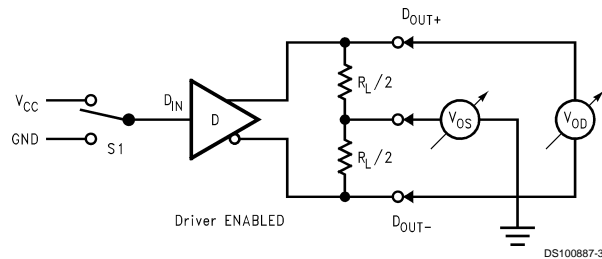 DOUT+
VCC
DIN
RL/2
GND
S1
D
VOS
VOD
RL/2
Driver ENABLED
DOUT-
DS100887-3